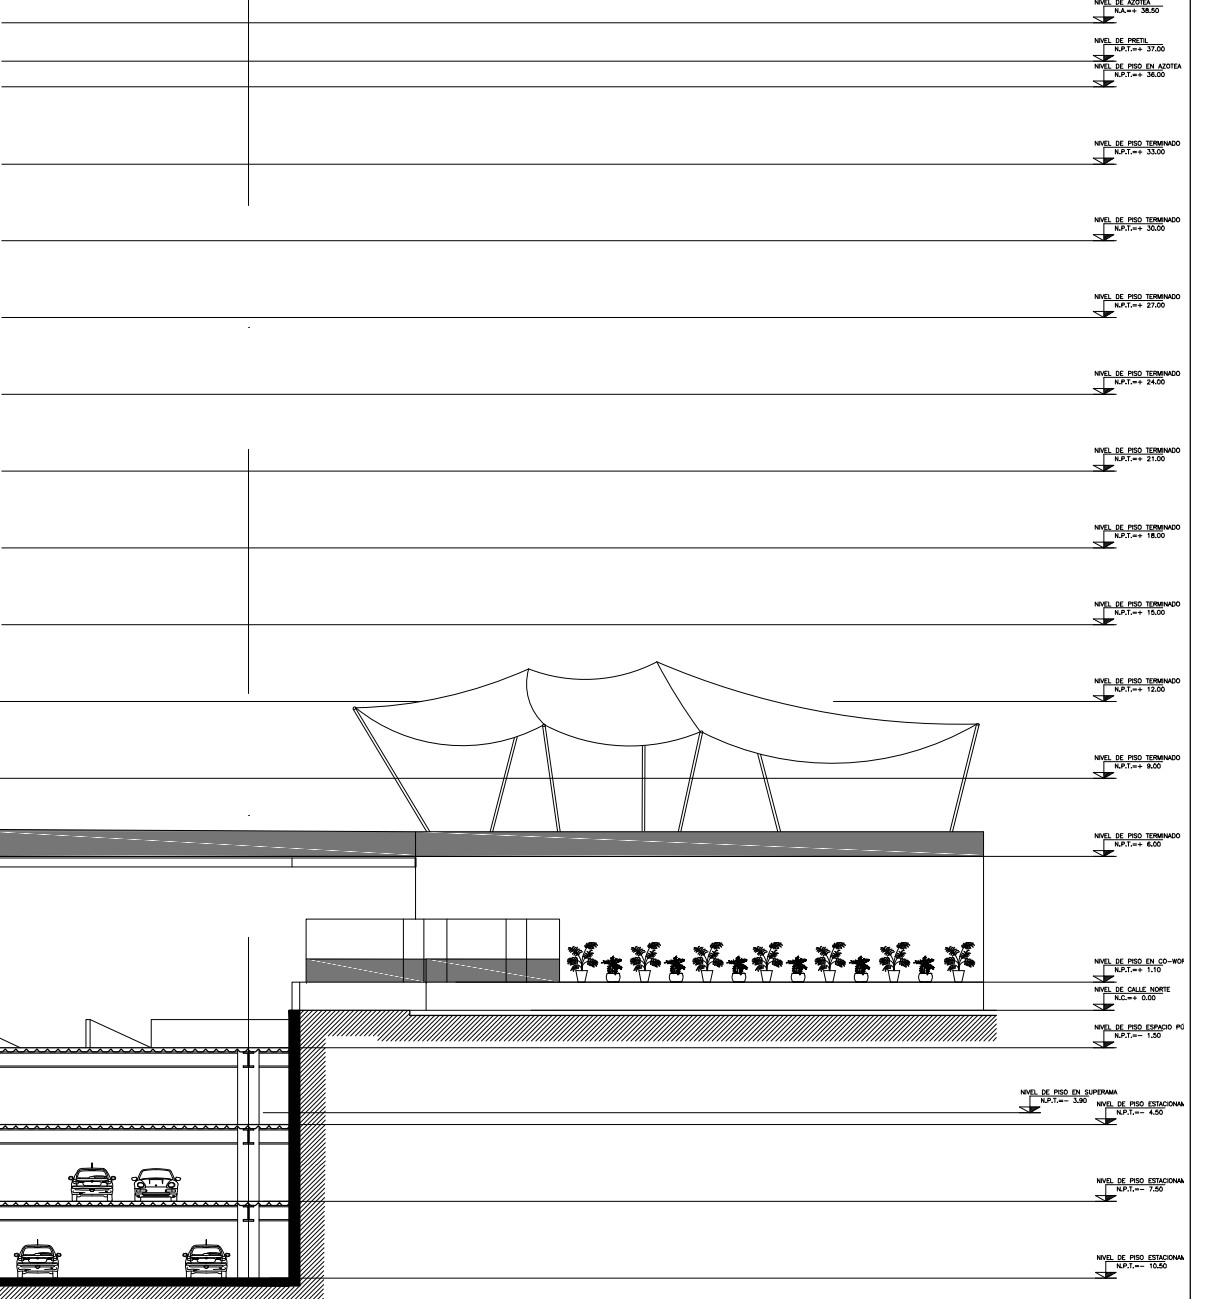 NIVEL DE AZOTEA
N.A.=+ 38.50
NIVEL DE PRETIL
N.P.T.=+ 37.00
NIVEL DE PISO EN AZOTEA
N.P.T.=+ 36.00
NIVEL DE PISO TERMINADO
N.P.T.=+ 33.00
NIVEL DE PISO TERMINADO
N.P.T.=+ 30.00
NIVEL DE PISO TERMINADO
N.P.T.=+ 27.00
NIVEL DE PISO TERMINADO
N.P.T.=+ 24.00
NIVEL DE PISO TERMINADO
N.P.T.=+ 21.00
NIVEL DE PISO TERMINADO
N.P.T.=+ 18.00
NIVEL DE PISO TERMINADO
N.P.T.=+ 15.00
NIVEL DE PISO TERMINADO
N.P.T.=+ 12.00
NIVEL DE PISO TERMINADO
N.P.T.=+ 9.00
NIVEL DE PISO TERMINADO
N.P.T.=+ 6.00
NIVEL DE PISO EN CO-WOR
N.P.T.=+ 1.10
NIVEL DE CALLE NORTE
N.C.=+ 0.00
NIVEL DE PISO ESPACIO PÚ
N.P.T.=- 1.50
NIVEL DE PISO EN SUPERAMA
N.P.T.=- 3.90
NIVEL DE PISO ESTACIONAM
N.P.T.=- 4.50
NIVEL DE PISO ESTACIONAM
N.P.T.=- 7.50
NIVEL DE PISO ESTACIONAM
N.P.T.=- 10.50